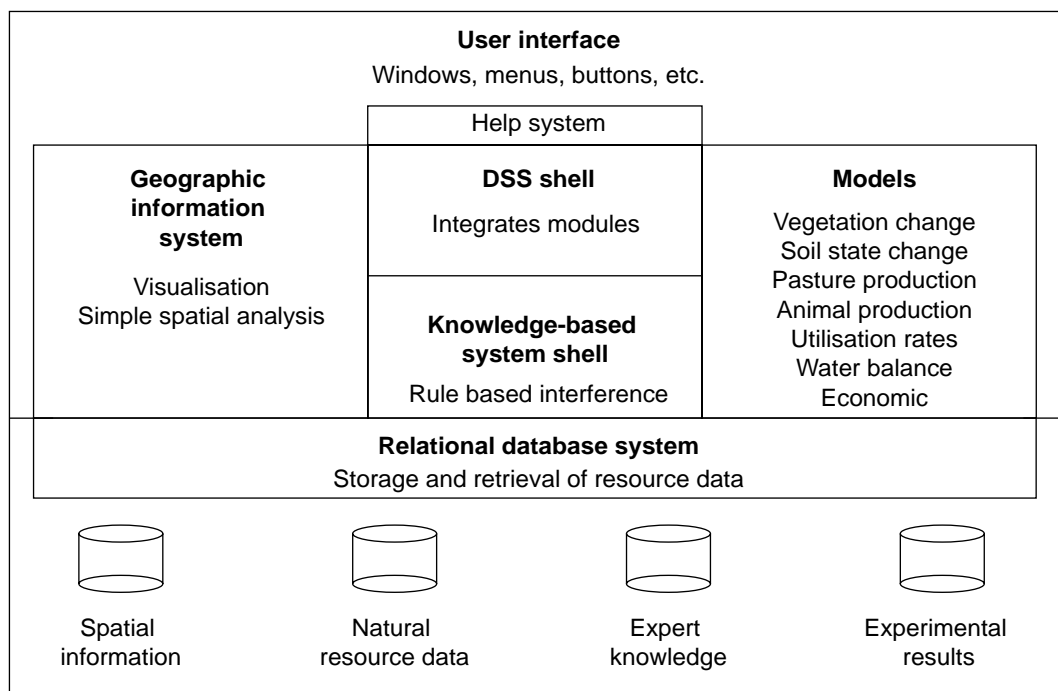 User interface
Windows, menus, buttons, etc.
Help system
Geographic
information
system
Visualisation
Simple spatial analysis
DSS shell
Integrates modules
Knowledge-based
system shell
Rule based interference
Models
Vegetation change
Soil state change
Pasture production
Animal production
Utilisation rates
Water balance
Economic
Relational database system
Storage and retrieval of resource data
Spatial
information
Natural
resource data
Expert
knowledge
Experimental
results